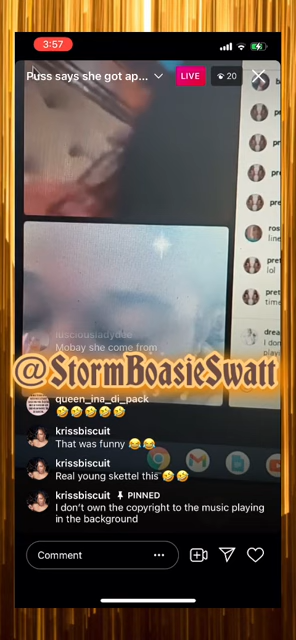 3:57
Puss says she got ap...
LIVE
20
lusciousladydee
Mobay she come from
@StormBoasieSwatt
queen_ina_di_pack
🤣🤣🤣🤣🤣
krissbiscuit
That was funny 😂😂
krissbiscuit
Real young skettel this 🤣🤣
krissbiscuit PINNED
I don't own the copyright to the music playing
in the background
Comment